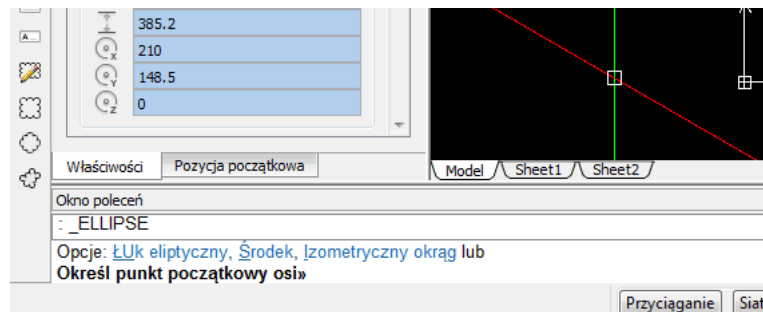 A...
385.2
X 210
Y 148.5
Z 0
Właściwości Pozycja początkowa
Model Sheet1 Sheet2
Okno poleceń
: _ELLIPSE
Opcje: ŁUk eliptyczny, Środek, Izometryczny okrąg lub
Określ punkt początkowy osi»
Przyciąganie Siat